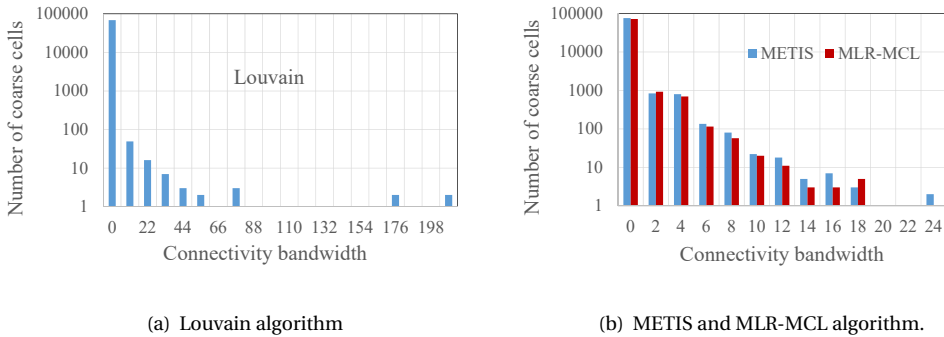 100000
10000
1000
100
10
1
Number of coarse cells
Louvain
0 22 44 66 88 110 132 154 176 198
Connectivity bandwidth
(a) Louvain algorithm
100000
10000
1000
100
10
1
Number of coarse cells
METIS MLR-MCL
0 2 4 6 8 10 12 14 16 18 20 22 24
Connectivity bandwidth
(b) METIS and MLR-MCL algorithm.